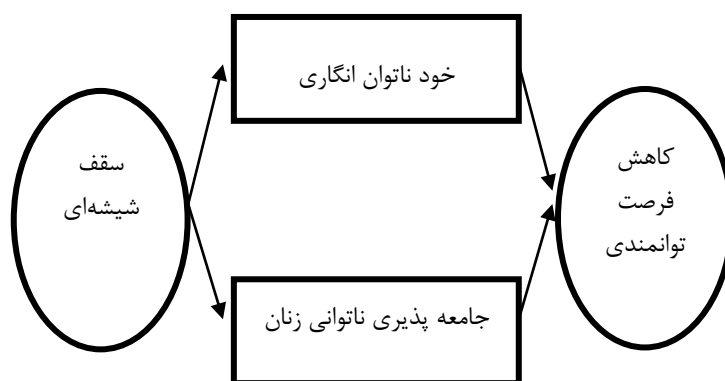 خود ناتوان انگاری
سقف
شیشه‌ای
کاهش
فرصت
توانمندی
جامعه پذیری ناتوانی زنان